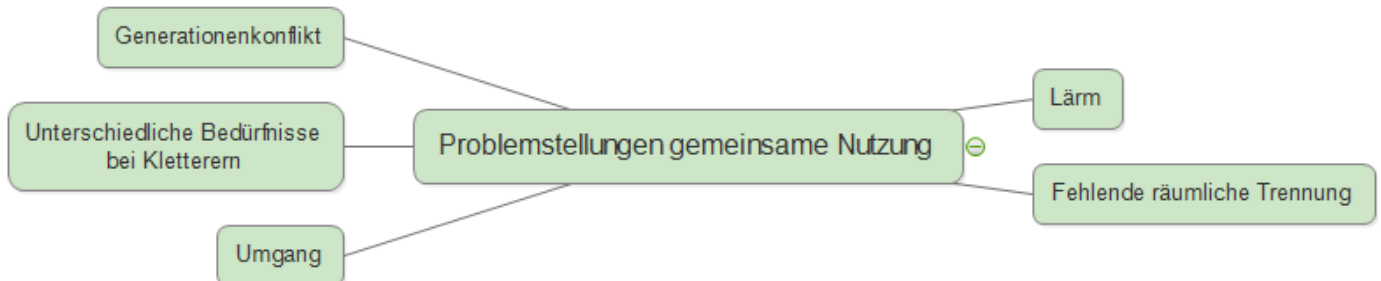 Generationenkonflikt
Unterschiedliche Bedürfnisse
bei Kletterern
Umgang
Problemstellungen gemeinsame Nutzung
Lärm
Fehlende räumliche Trennung